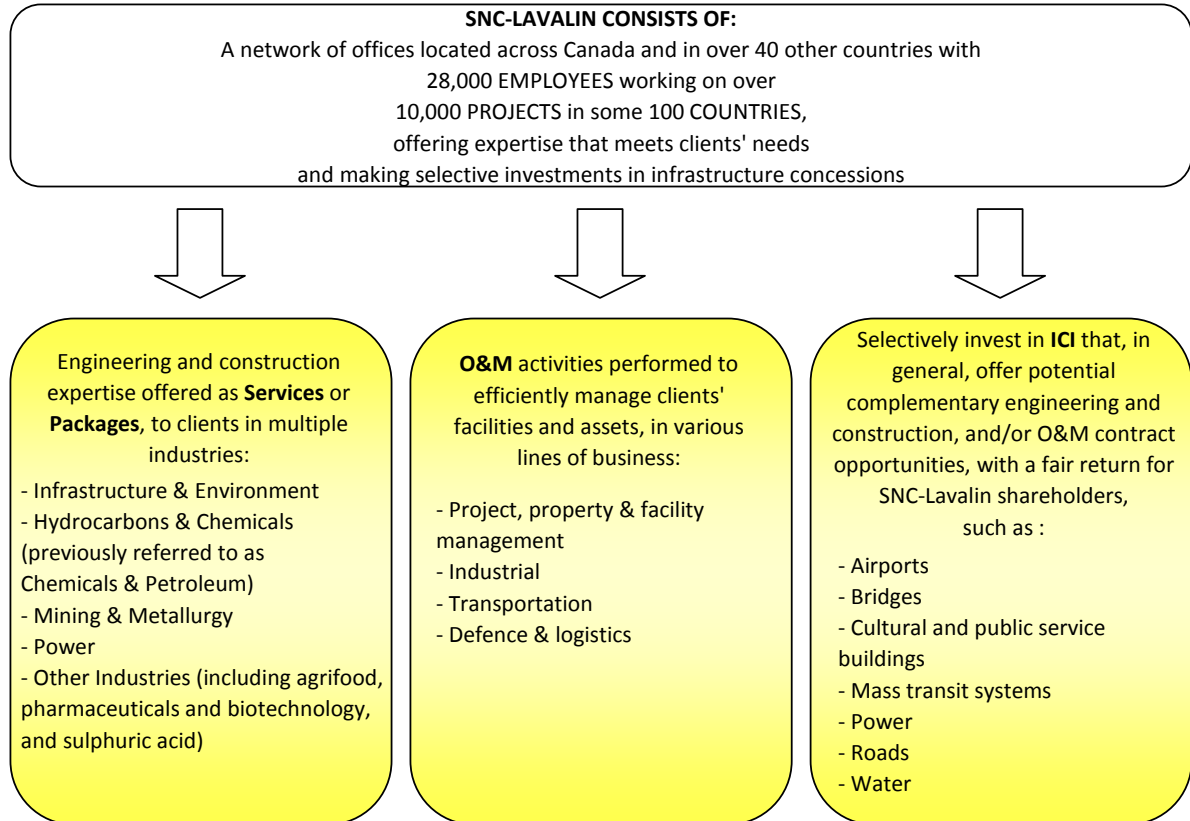 SNC-LAVALIN CONSISTS OF:
A network of offices located across Canada and in over 40 other countries with
28,000 EMPLOYEES working on over
10,000 PROJECTS in some 100 COUNTRIES,
offering expertise that meets clients' needs
and making selective investments in infrastructure concessions
Engineering and construction
expertise offered as Services or
Packages, to clients in multiple
industries:
- Infrastructure & Environment
- Hydrocarbons & Chemicals
(previously referred to as
Chemicals & Petroleum)
- Mining & Metallurgy
- Power
- Other Industries (including agrifood,
pharmaceuticals and biotechnology,
and sulphuric acid)
O&M activities performed to
efficiently manage clients'
facilities and assets, in various
lines of business:
- Project, property & facility
management
- Industrial
- Transportation
- Defence & logistics
Selectively invest in ICI that, in
general, offer potential
complementary engineering and
construction, and/or O&M contract
opportunities, with a fair return for
SNC-Lavalin shareholders,
such as :
- Airports
- Bridges
- Cultural and public service
buildings
- Mass transit systems
- Power
- Roads
- Water